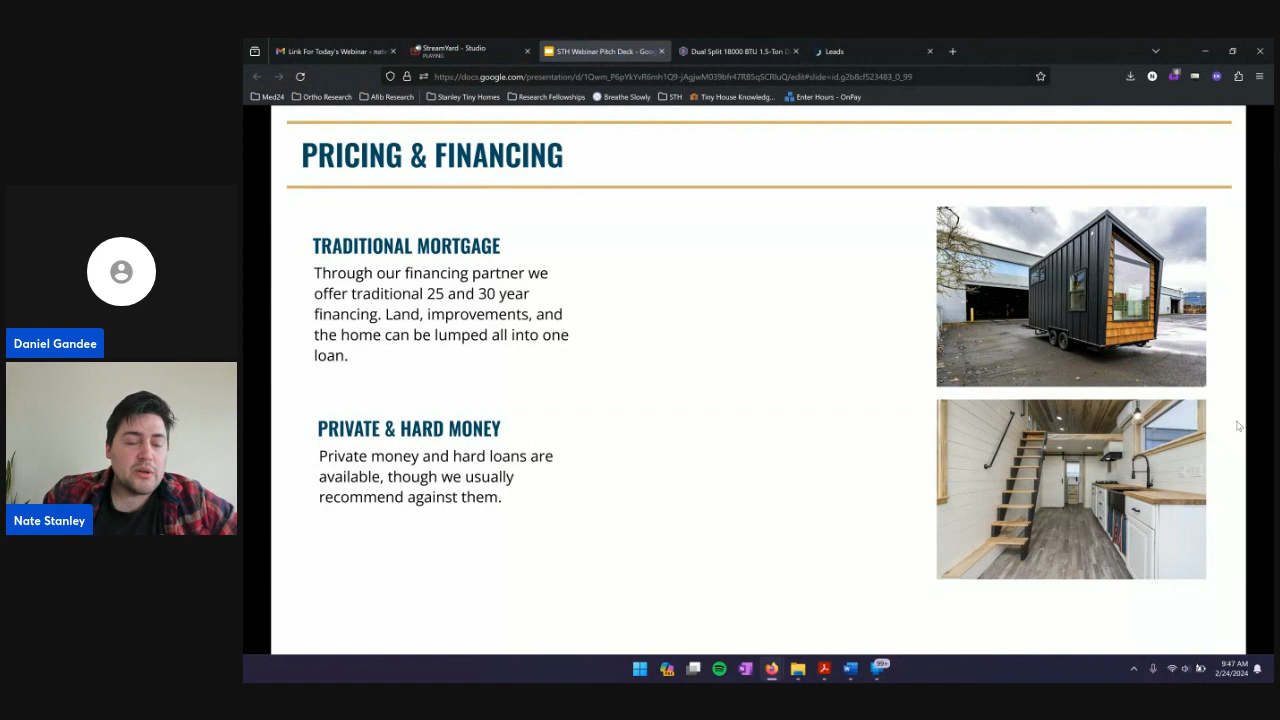 Link For Today's Webinar - nat
StreamYard - Studio
PLAYING
STH Webinar Pitch Deck - Goo
Dual Split 18000 BTU 1.5-Ton D
Leads
Med24
Ortho Research
Afib Research
Stanley Tiny Homes
Research Fellowships
Breathe Slowly
STH
Tiny House Knowledg...
Enter Hours - OnPay
PRICING & FINANCING
TRADITIONAL MORTGAGE
Through our financing partner we
offer traditional 25 and 30 year
financing. Land, improvements, and
the home can be lumped all into one
loan.
PRIVATE & HARD MONEY
Private money and hard loans are
available, though we usually
recommend against them.
Daniel Gandee
Nate Stanley
99+
9:47 AM
2/24/2024